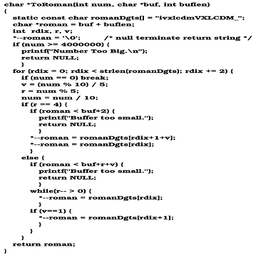 char *ToRoman(int num, char *buf, int buflen)
{
static const char romanDgts[] = "ivxlcdmVXLCDM_";
char *roman = buf + buflen;
int rdix, r, v;
*--roman = '\0'; /* null terminate return string */
if (num >= 4000000) {
printf("Number Too Big.\n");
return NULL;
}
for (rdix = 0; rdix < strlen(romanDgts); rdix += 2) {
if (num == 0) break;
v = (num % 10) / 5;
r = num % 5;
num = num / 10;
if (r == 4) {
if (roman < buf+2) {
printf("Buffer too small.");
return NULL;
}
*--roman = romanDgts[rdix+1+v];
*--roman = romanDgts[rdix];
}
else {
if (roman < buf+r+v) {
printf("Buffer too small.");
return NULL;
}
while(r-- > 0) {
*--roman = romanDgts[rdix];
}
if (v==1) {
*--roman = romanDgts[rdix+1];
}
}
}
return roman;
}